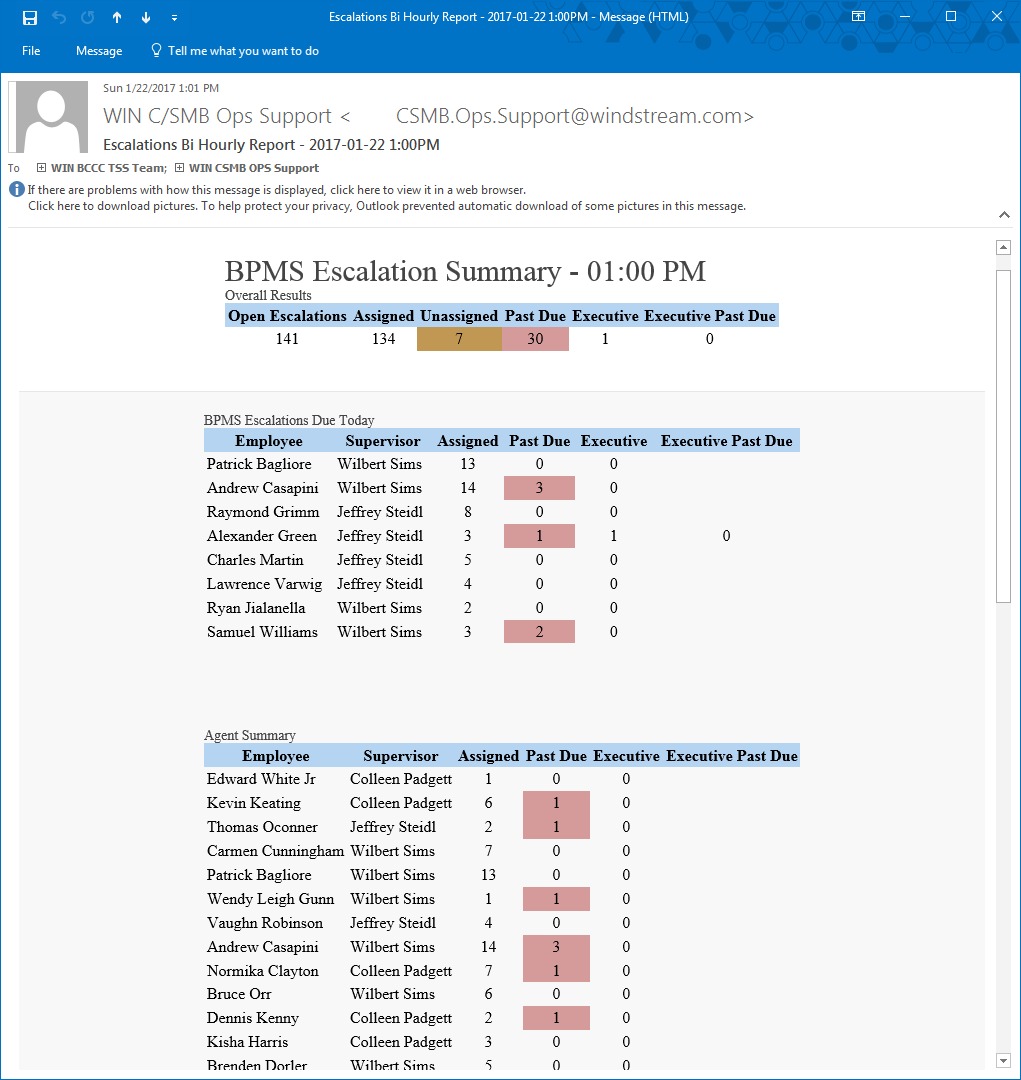 Escalations Bi Hourly Report - 2017-01-22 1:00PM - Message (HTML)
File Message Tell me what you want to do
Sun 1/22/2017 1:01 PM
WIN C/SMB Ops Support < CSMB.Ops.Support@windstream.com>
Escalations Bi Hourly Report - 2017-01-22 1:00PM
To WIN BCCC TSS Team; WIN CSMB OPS Support
If there are problems with how this message is displayed, click here to view it in a web browser.
Click here to download pictures. To help protect your privacy, Outlook prevented automatic download of some pictures in this message.
BPMS Escalation Summary - 01:00 PM
Overall Results
Open Escalations Assigned Unassigned Past Due Executive Executive Past Due
141 134 7 30 1 0
BPMS Escalations Due Today
Employee Supervisor Assigned Past Due Executive Executive Past Due
Patrick Bagliore Wilbert Sims 13 0 0
Andrew Casapini Wilbert Sims 14 3 0
Raymond Grimm Jeffrey Steidl 8 0 0
Alexander Green Jeffrey Steidl 3 1 1 0
Charles Martin Jeffrey Steidl 5 0 0
Lawrence Varwig Jeffrey Steidl 4 0 0
Ryan Jialanella Wilbert Sims 2 0 0
Samuel Williams Wilbert Sims 3 2 0
Agent Summary
Employee Supervisor Assigned Past Due Executive Executive Past Due
Edward White Jr Colleen Padgett 1 0 0
Kevin Keating Colleen Padgett 6 1 0
Thomas Oconner Jeffrey Steidl 2 1 0
Carmen Cunningham Wilbert Sims 7 0 0
Patrick Bagliore Wilbert Sims 13 0 0
Wendy Leigh Gunn Wilbert Sims 1 1 0
Vaughn Robinson Jeffrey Steidl 4 0 0
Andrew Casapini Wilbert Sims 14 3 0
Normika Clayton Colleen Padgett 7 1 0
Bruce Orr Wilbert Sims 6 0 0
Dennis Kenny Colleen Padgett 2 1 0
Kisha Harris Colleen Padgett 3 0 0
Brenden Dorler Wilbert Sims 5 0 0